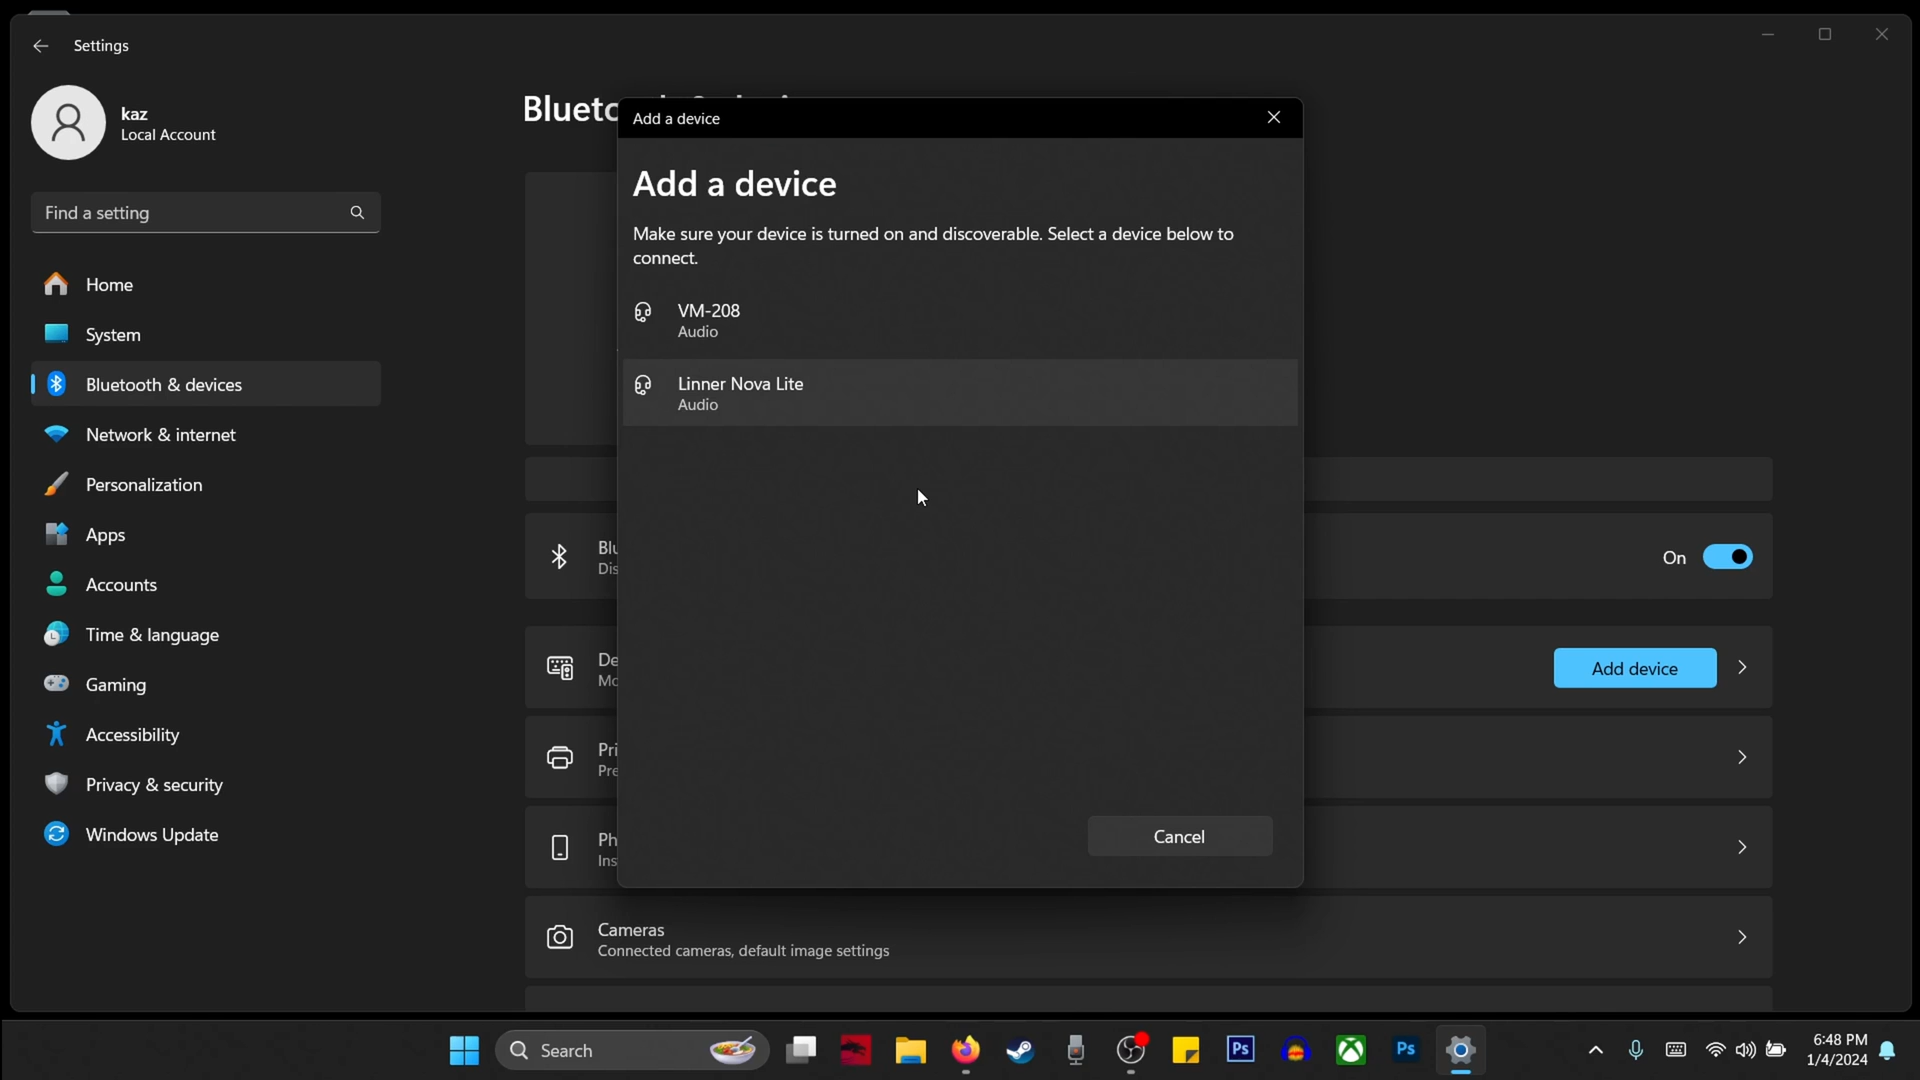 Settings
kaz
Local Account
Find a setting
Home
System
Bluetooth & devices
Network & internet
Personalization
Apps
Accounts
Time & language
Gaming
Accessibility
Privacy & security
Windows Update
Add a device
Add a device
Make sure your device is turned on and discoverable. Select a device below to
connect.
VM-208
Audio
Linner Nova Lite
Audio
Cancel
On
Add device
Cameras
Connected cameras, default image settings
Search
Ps
Ps
6:48 PM
1/4/2024